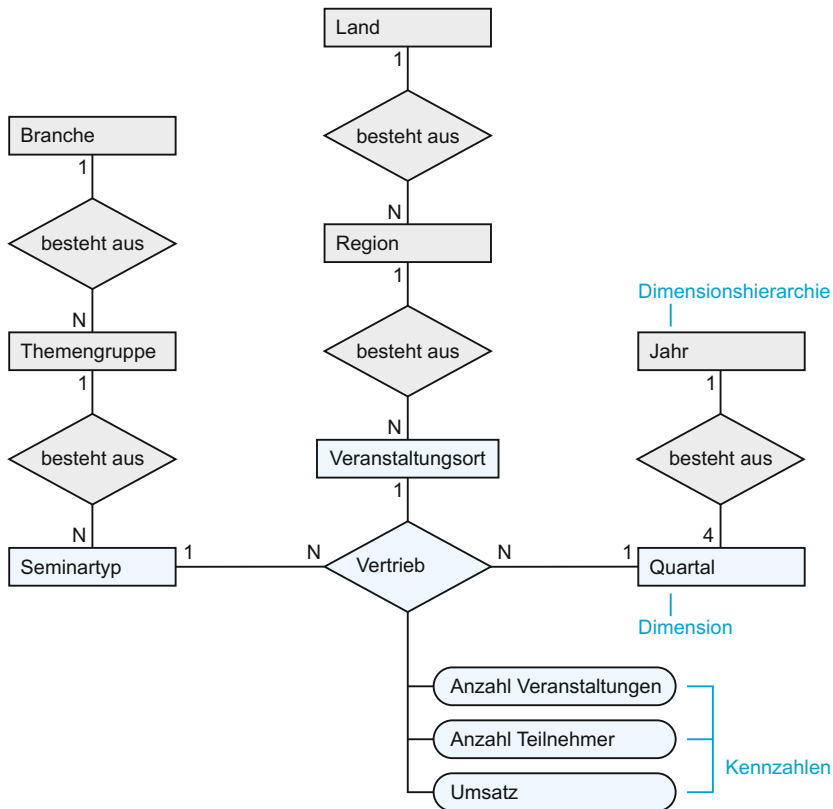 Land
1
besteht aus
N
Branche
1
besteht aus
N
Region
1
besteht aus
N
Dimensionshierarchie
Themengruppe
1
besteht aus
N
Jahr
1
besteht aus
4
Veranstaltungsort
1
Seminartyp
1
N
Vertrieb
N
1
Quartal
Dimension
Anzahl Veranstaltungen
Anzahl Teilnehmer
Umsatz
Kennzahlen